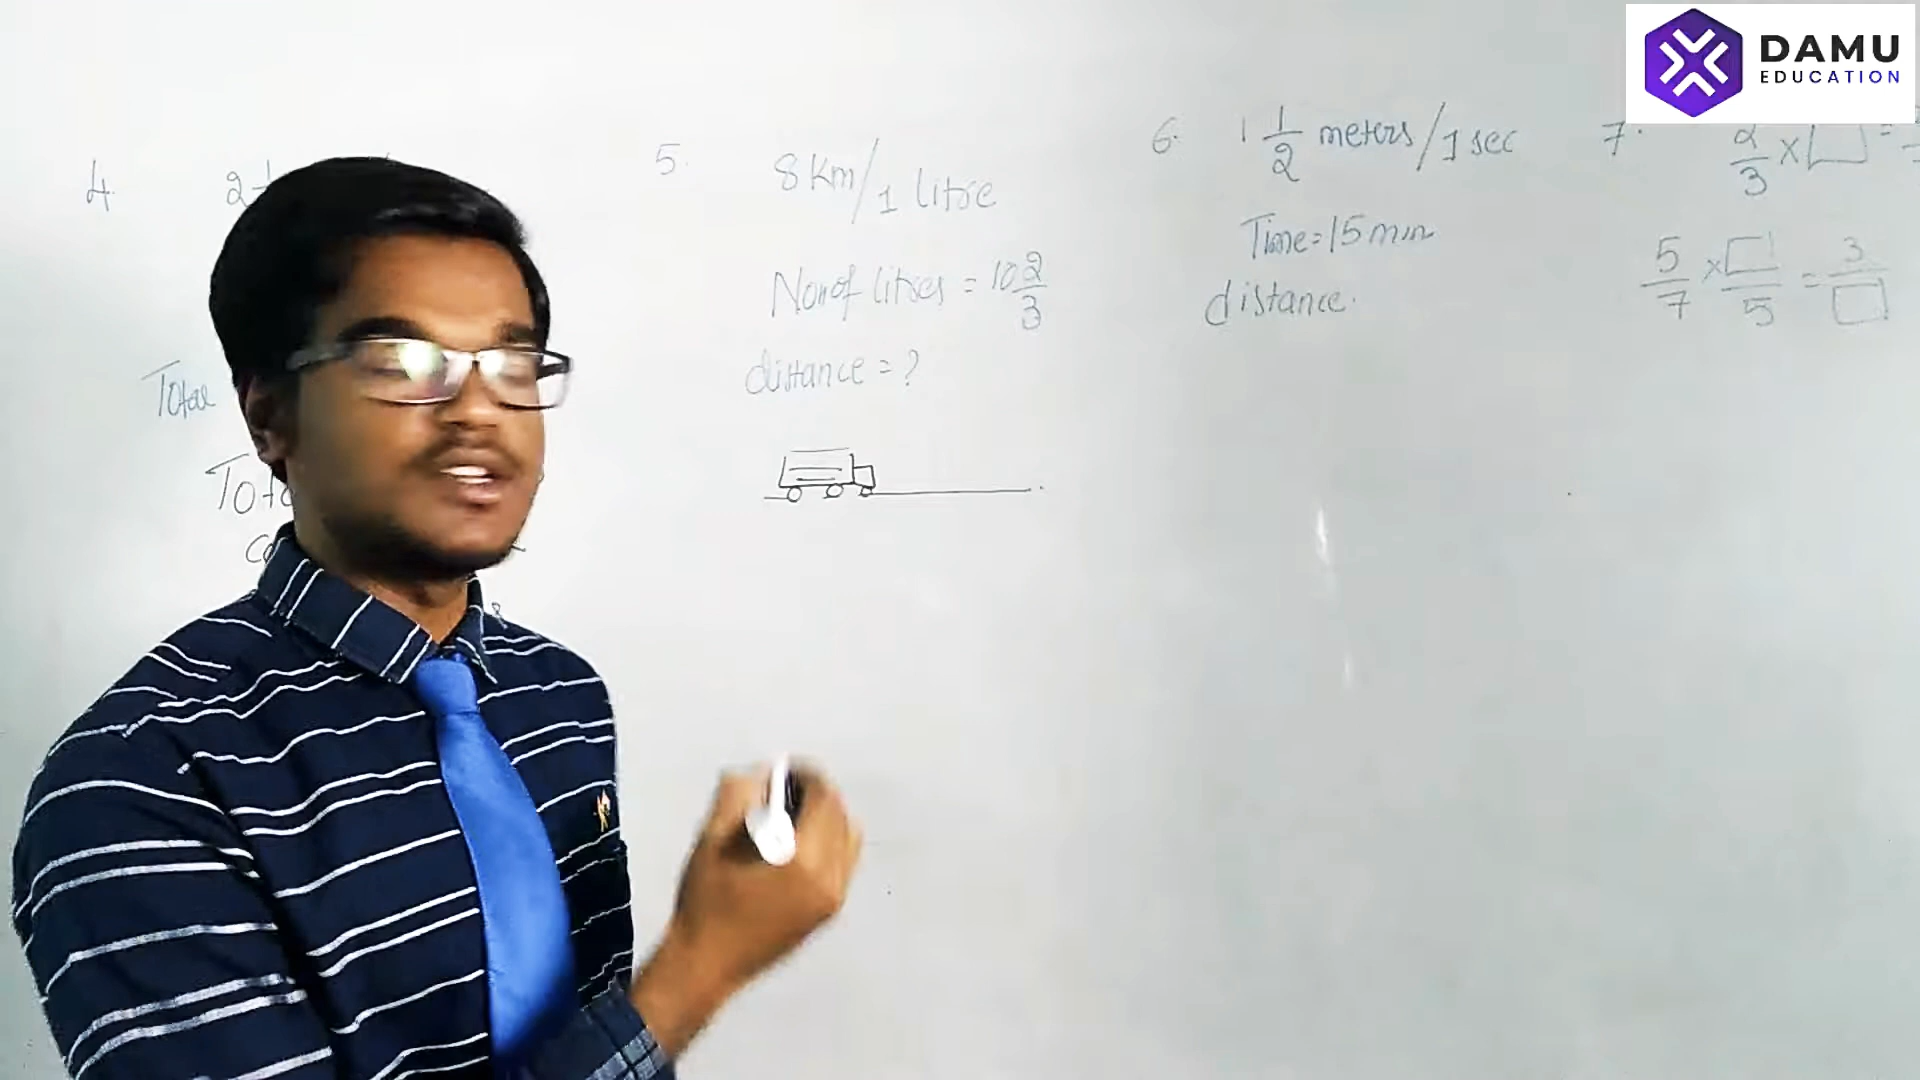 DAMU
EDUCATION
4.
2
Total
5.
8 Km/1 litre
No. of litres = 10 2/3
distance = ?
6. 1 1/2 meters/1 sec
Time = 15 min
distance.
7. 2/3 × □ =
5/7 × □/5 = 3/□